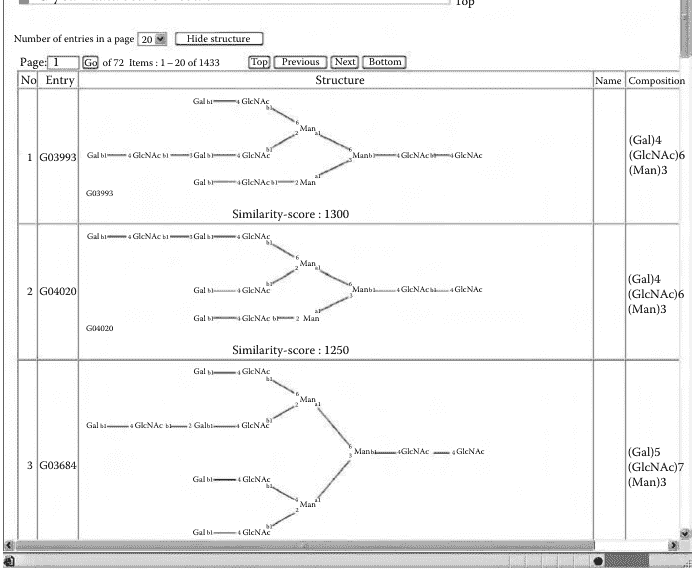 Top
Number of entries in a page 20 Hide structure
Page: 1 Go of 72 Items : 1 – 20 of 1433 Top Previous Next Bottom
No Entry Structure Name Composition
Gal b1 4 GlcNAc
b1
6
Man a1
2
1 G03993 Gal b1 4 GlcNAc b1 3 Gal b1 4 GlcNAc b1 6 Man b1 4 GlcNAc b1 4 GlcNAc
3
Gal b1 4 GlcNAc b1 2 Man a1
G03993
(Gal)4
(GlcNAc)6
(Man)3
Similarity-score : 1300
Gal b1 4 GlcNAc b1 3 Gal b1 4 GlcNAc
b1
6
Man a1
2
2 G04020 Gal b1 4 GlcNAc b1 6 Man b1 4 GlcNAc b1 4 GlcNAc
3
a1
Gal b1 4 GlcNAc b1 2 Man
G04020
(Gal)4
(GlcNAc)6
(Man)3
Similarity-score : 1250
Gal b1 4 GlcNAc
b1
6
Man a1
2
b1
Gal b1 4 GlcNAc b1 2 Gal b1 4 GlcNAc
6
Man b1 4 GlcNAc 4 GlcNAc
3
3 G03684
(Gal)5
(GlcNAc)7
(Man)3
Gal b1 4 GlcNAc
b1
4
Man a1
2
b1
Gal b1 4 GlcNAc